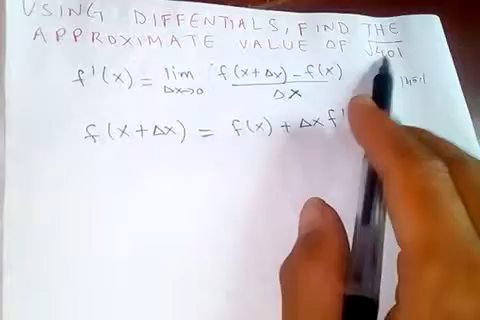 USING DIFFENTIALS, FIND THE
APPROXIMATE VALUE OF √401
f'(x) = lim Δx→0 f(x+Δx) - f(x) / Δx
f(x+Δx) = f(x) + Δx f'